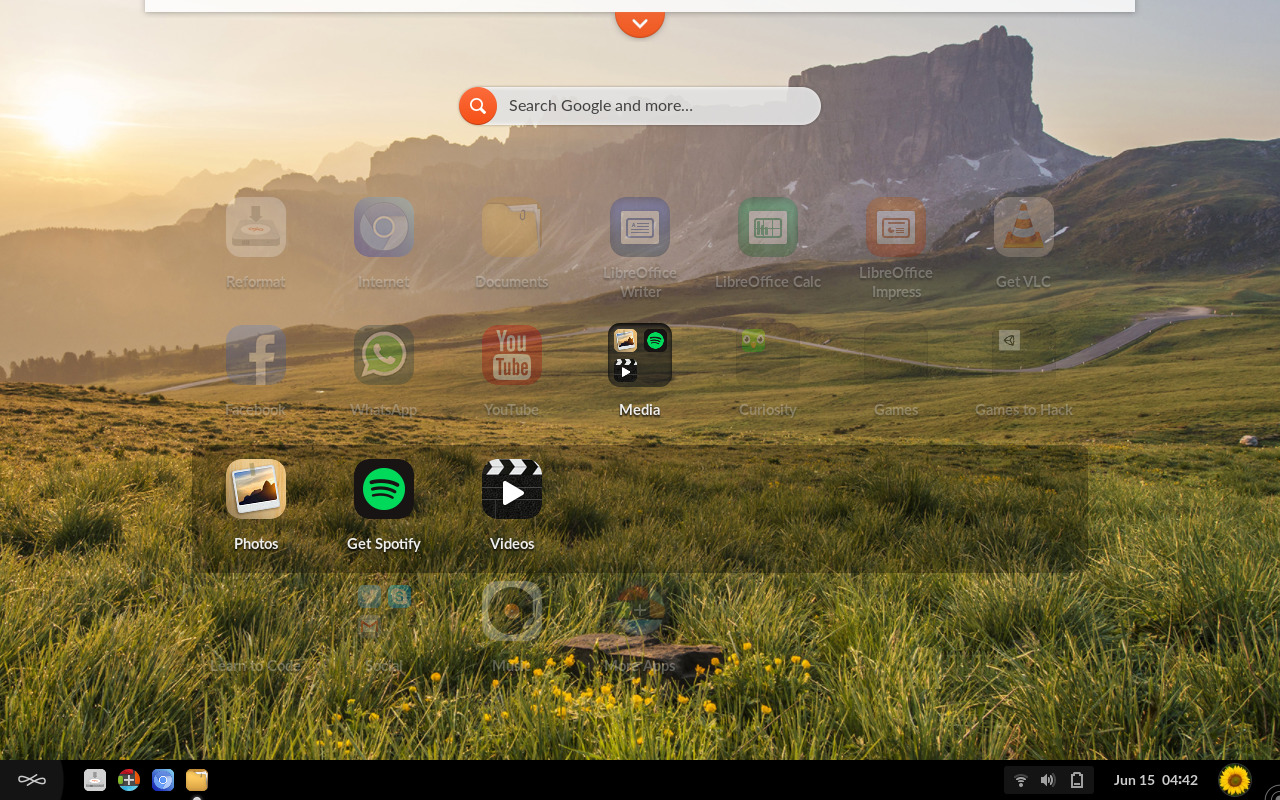 Search Google and more...
Reformat
Internet
Documents
LibreOffice
Writer
LibreOffice Calc
LibreOffice
Impress
Get VLC
You
Tube
Facebook
WhatsApp
YouTube
Media
Curiosity
Games
Games to Hack
Photos
Get Spotify
Videos
Learn to Code
Social
More Apps
Jun 15 04:42